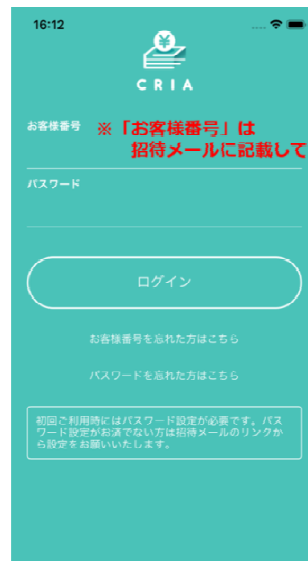 16:12
CRIA
お客様番号
※「お客様番号」は
招待メールに記載して
パスワード
ログイン
お客様番号を忘れた方はこちら
パスワードを忘れた方はこちら
初回ご利用時にはパスワード設定が必要です。パス
ワード設定がお済でない方は招待メールのリンクか
ら設定をお願いいたします。